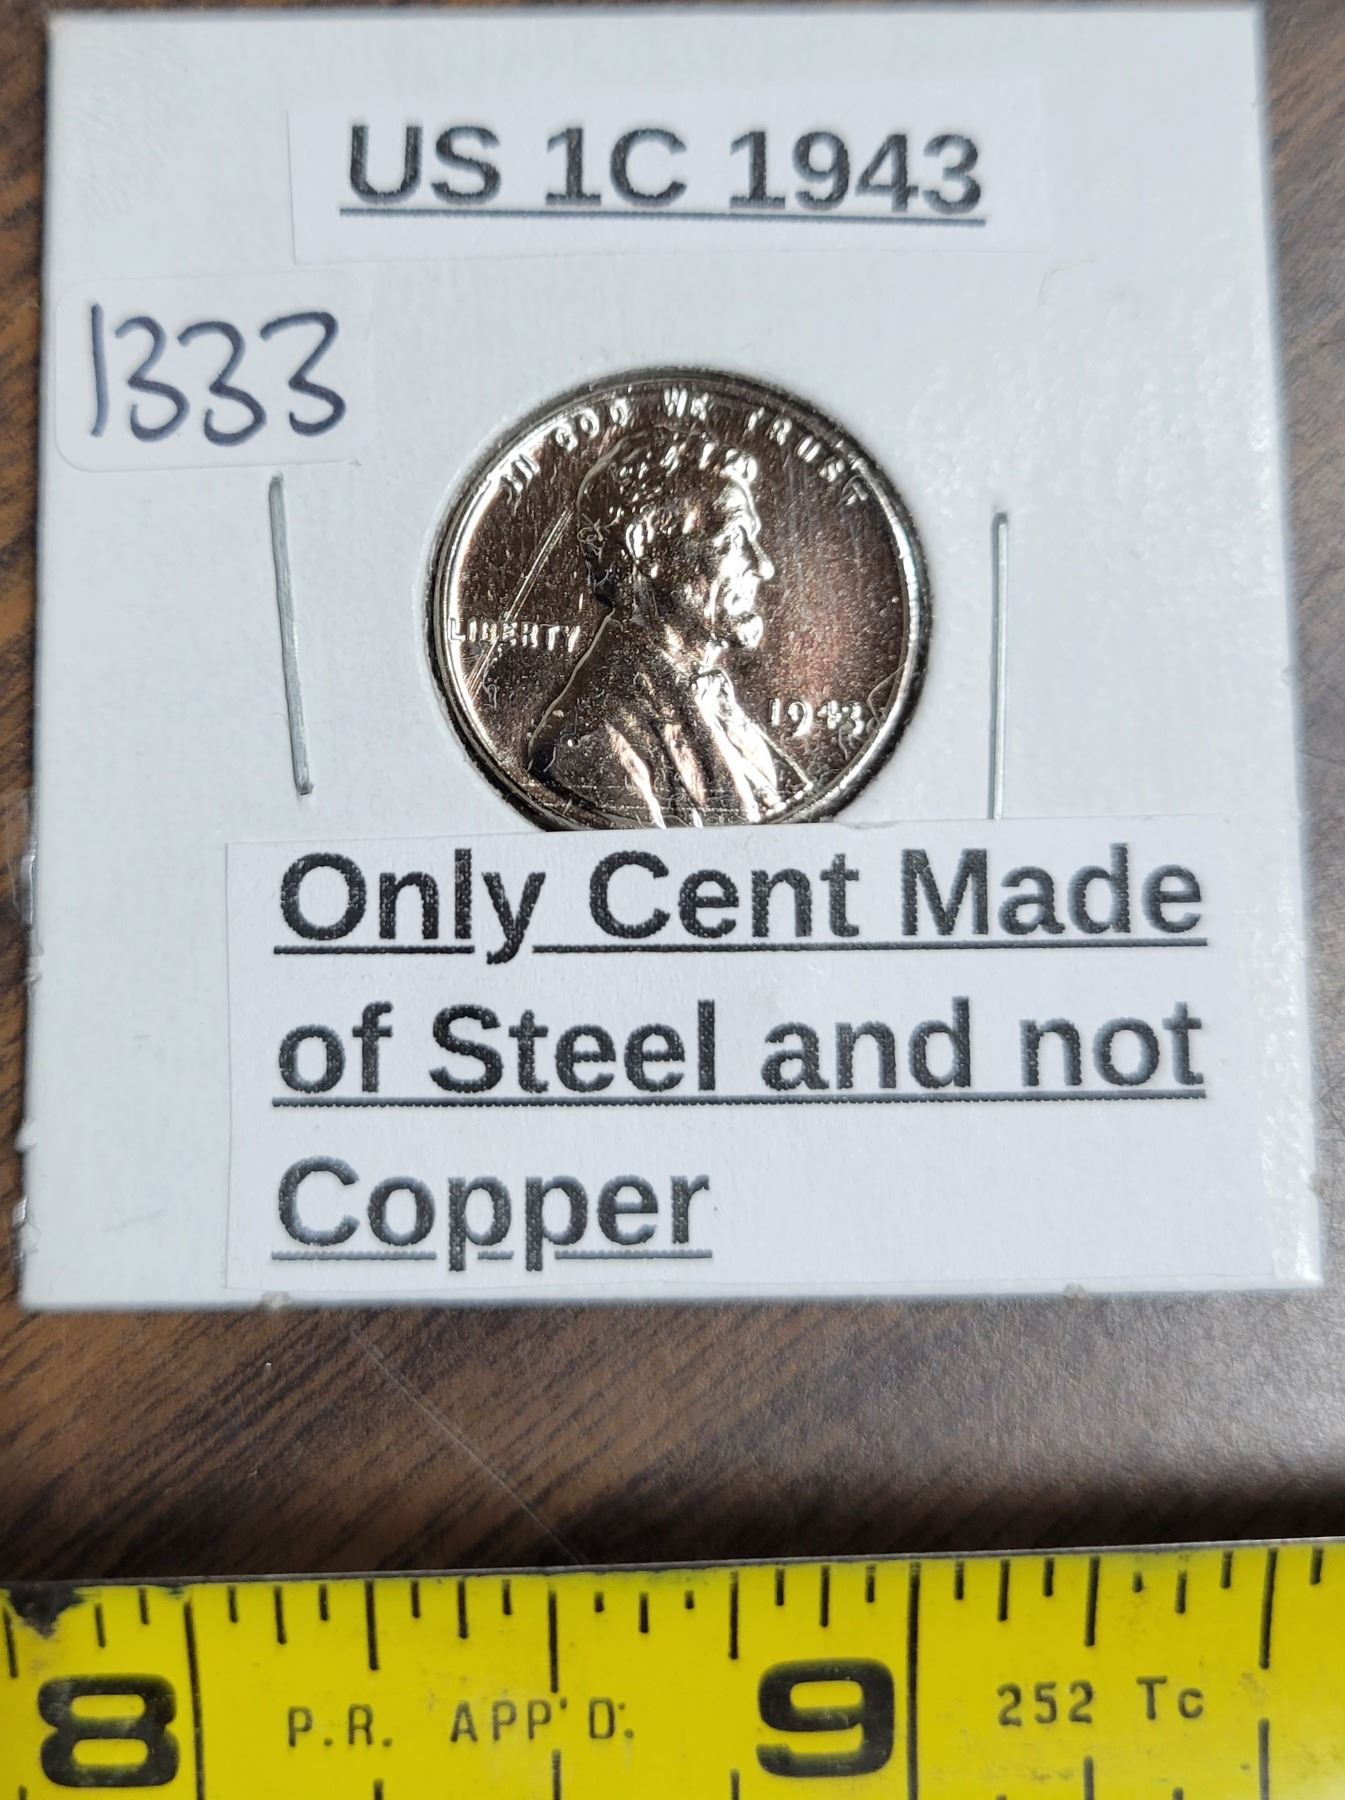 US 1C 1943
1333
IN GOD WE TRUST
LIBERTY
1943
Only Cent Made
of Steel and not
Copper
8 P.R. APP'D. 9 252 Tc